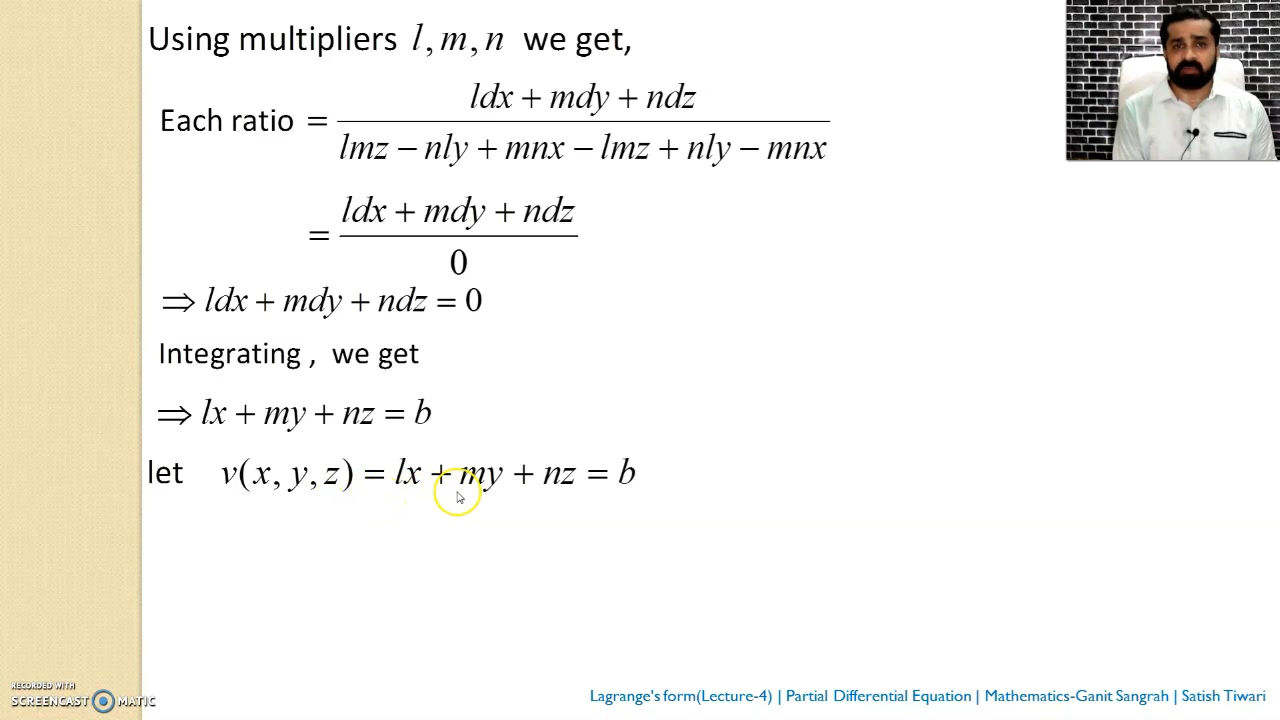 Using multipliers l, m, n we get,
Each ratio = \frac{ldx + mdy + ndz}{lmz − nly + mnx − lmz + nly − mnx}
= \frac{ldx + mdy + ndz}{0}
⇒ ldx + mdy + ndz = 0
Integrating , we get
⇒ lx + my + nz = b
let v(x, y, z) = lx + my + nz = b
RECORDED WITH
SCREENCAST MATIC
Lagrange's form(Lecture-4) | Partial Differential Equation | Mathematics-Ganit Sangrah | Satish Tiwari